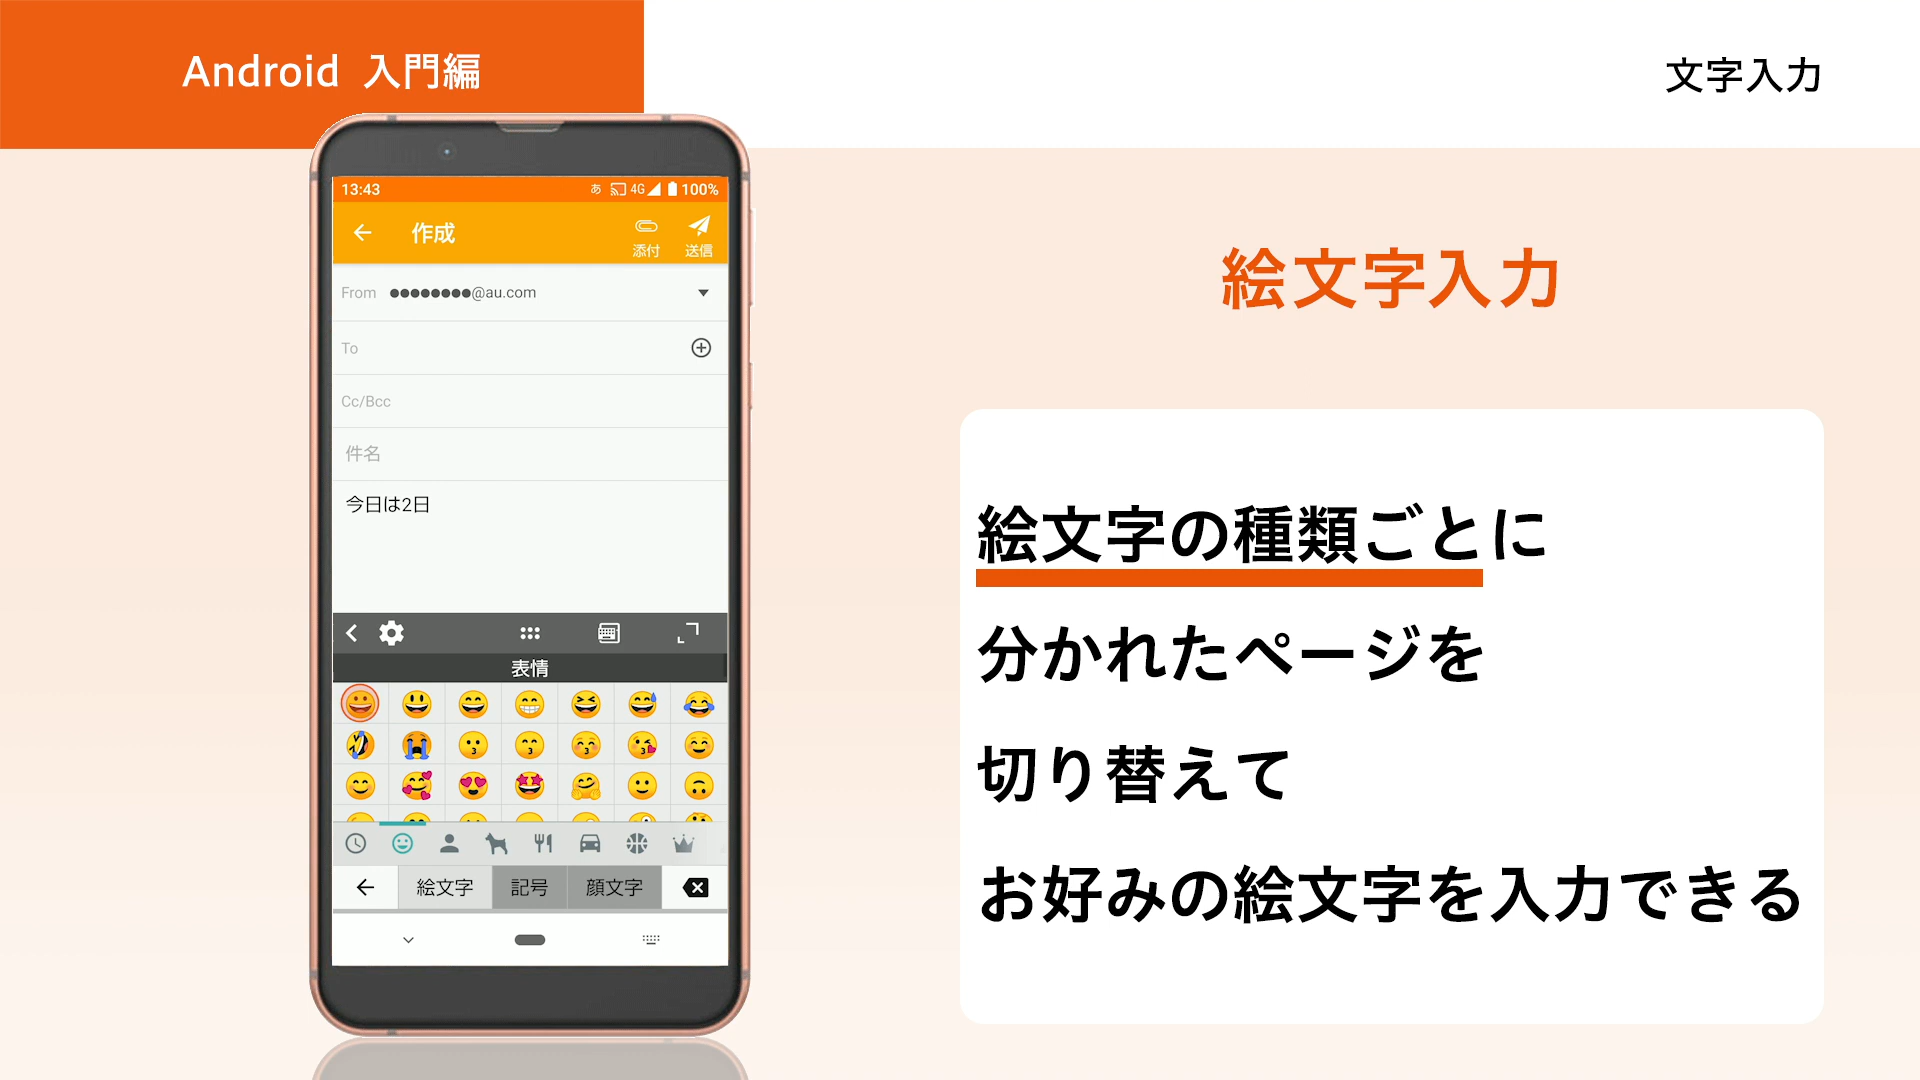 Android 入門編
文字入力
13:43
あ 4G 100%
作成
添付
送信
From ●●●●●●●●@au.com
To
Cc/Bcc
件名
今日は2日
表情
絵文字
記号
顔文字
絵文字入力
絵文字の種類ごとに
分かれたページを
切り替えて
お好みの絵文字を入力できる